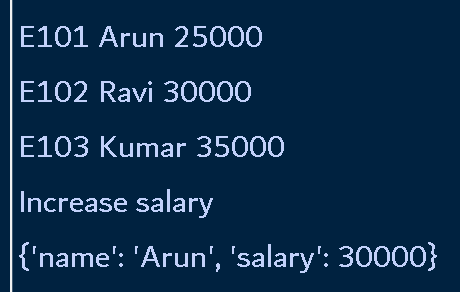 E101 Arun 25000
E102 Ravi 30000
E103 Kumar 35000
Increase salary
{'name': 'Arun', 'salary': 30000}